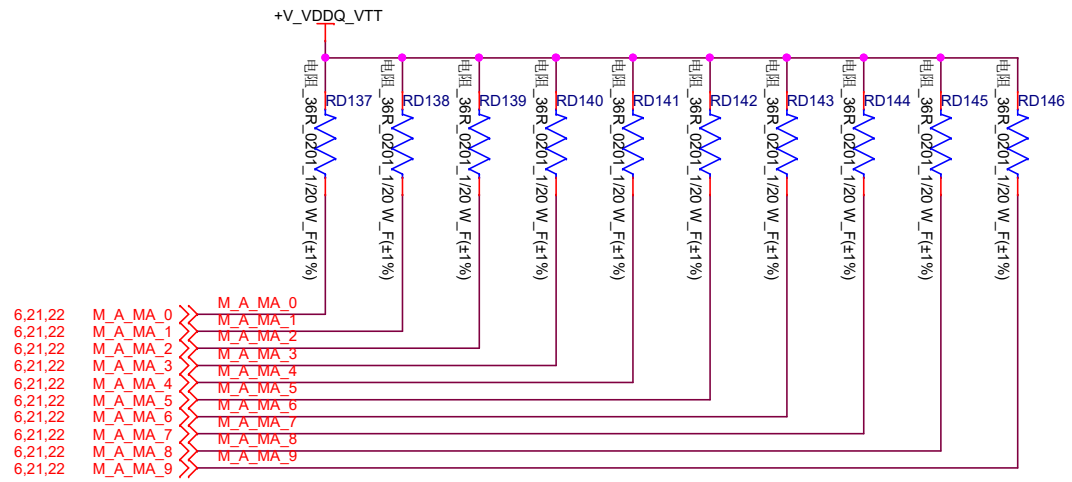 +V_VDDQ_VTT
电阻_36R_0201_1/20 W_F(±1%)
RD137
电阻_36R_0201_1/20 W_F(±1%)
RD138
电阻_36R_0201_1/20 W_F(±1%)
RD139
电阻_36R_0201_1/20 W_F(±1%)
RD140
电阻_36R_0201_1/20 W_F(±1%)
RD141
电阻_36R_0201_1/20 W_F(±1%)
RD142
电阻_36R_0201_1/20 W_F(±1%)
RD143
电阻_36R_0201_1/20 W_F(±1%)
RD144
电阻_36R_0201_1/20 W_F(±1%)
RD145
电阻_36R_0201_1/20 W_F(±1%)
RD146
6,21,22 M_A_MA_0 M_A_MA_0
6,21,22 M_A_MA_1 M_A_MA_1
6,21,22 M_A_MA_2 M_A_MA_2
6,21,22 M_A_MA_3 M_A_MA_3
6,21,22 M_A_MA_4 M_A_MA_4
6,21,22 M_A_MA_5 M_A_MA_5
6,21,22 M_A_MA_6 M_A_MA_6
6,21,22 M_A_MA_7 M_A_MA_7
6,21,22 M_A_MA_8 M_A_MA_8
6,21,22 M_A_MA_9 M_A_MA_9